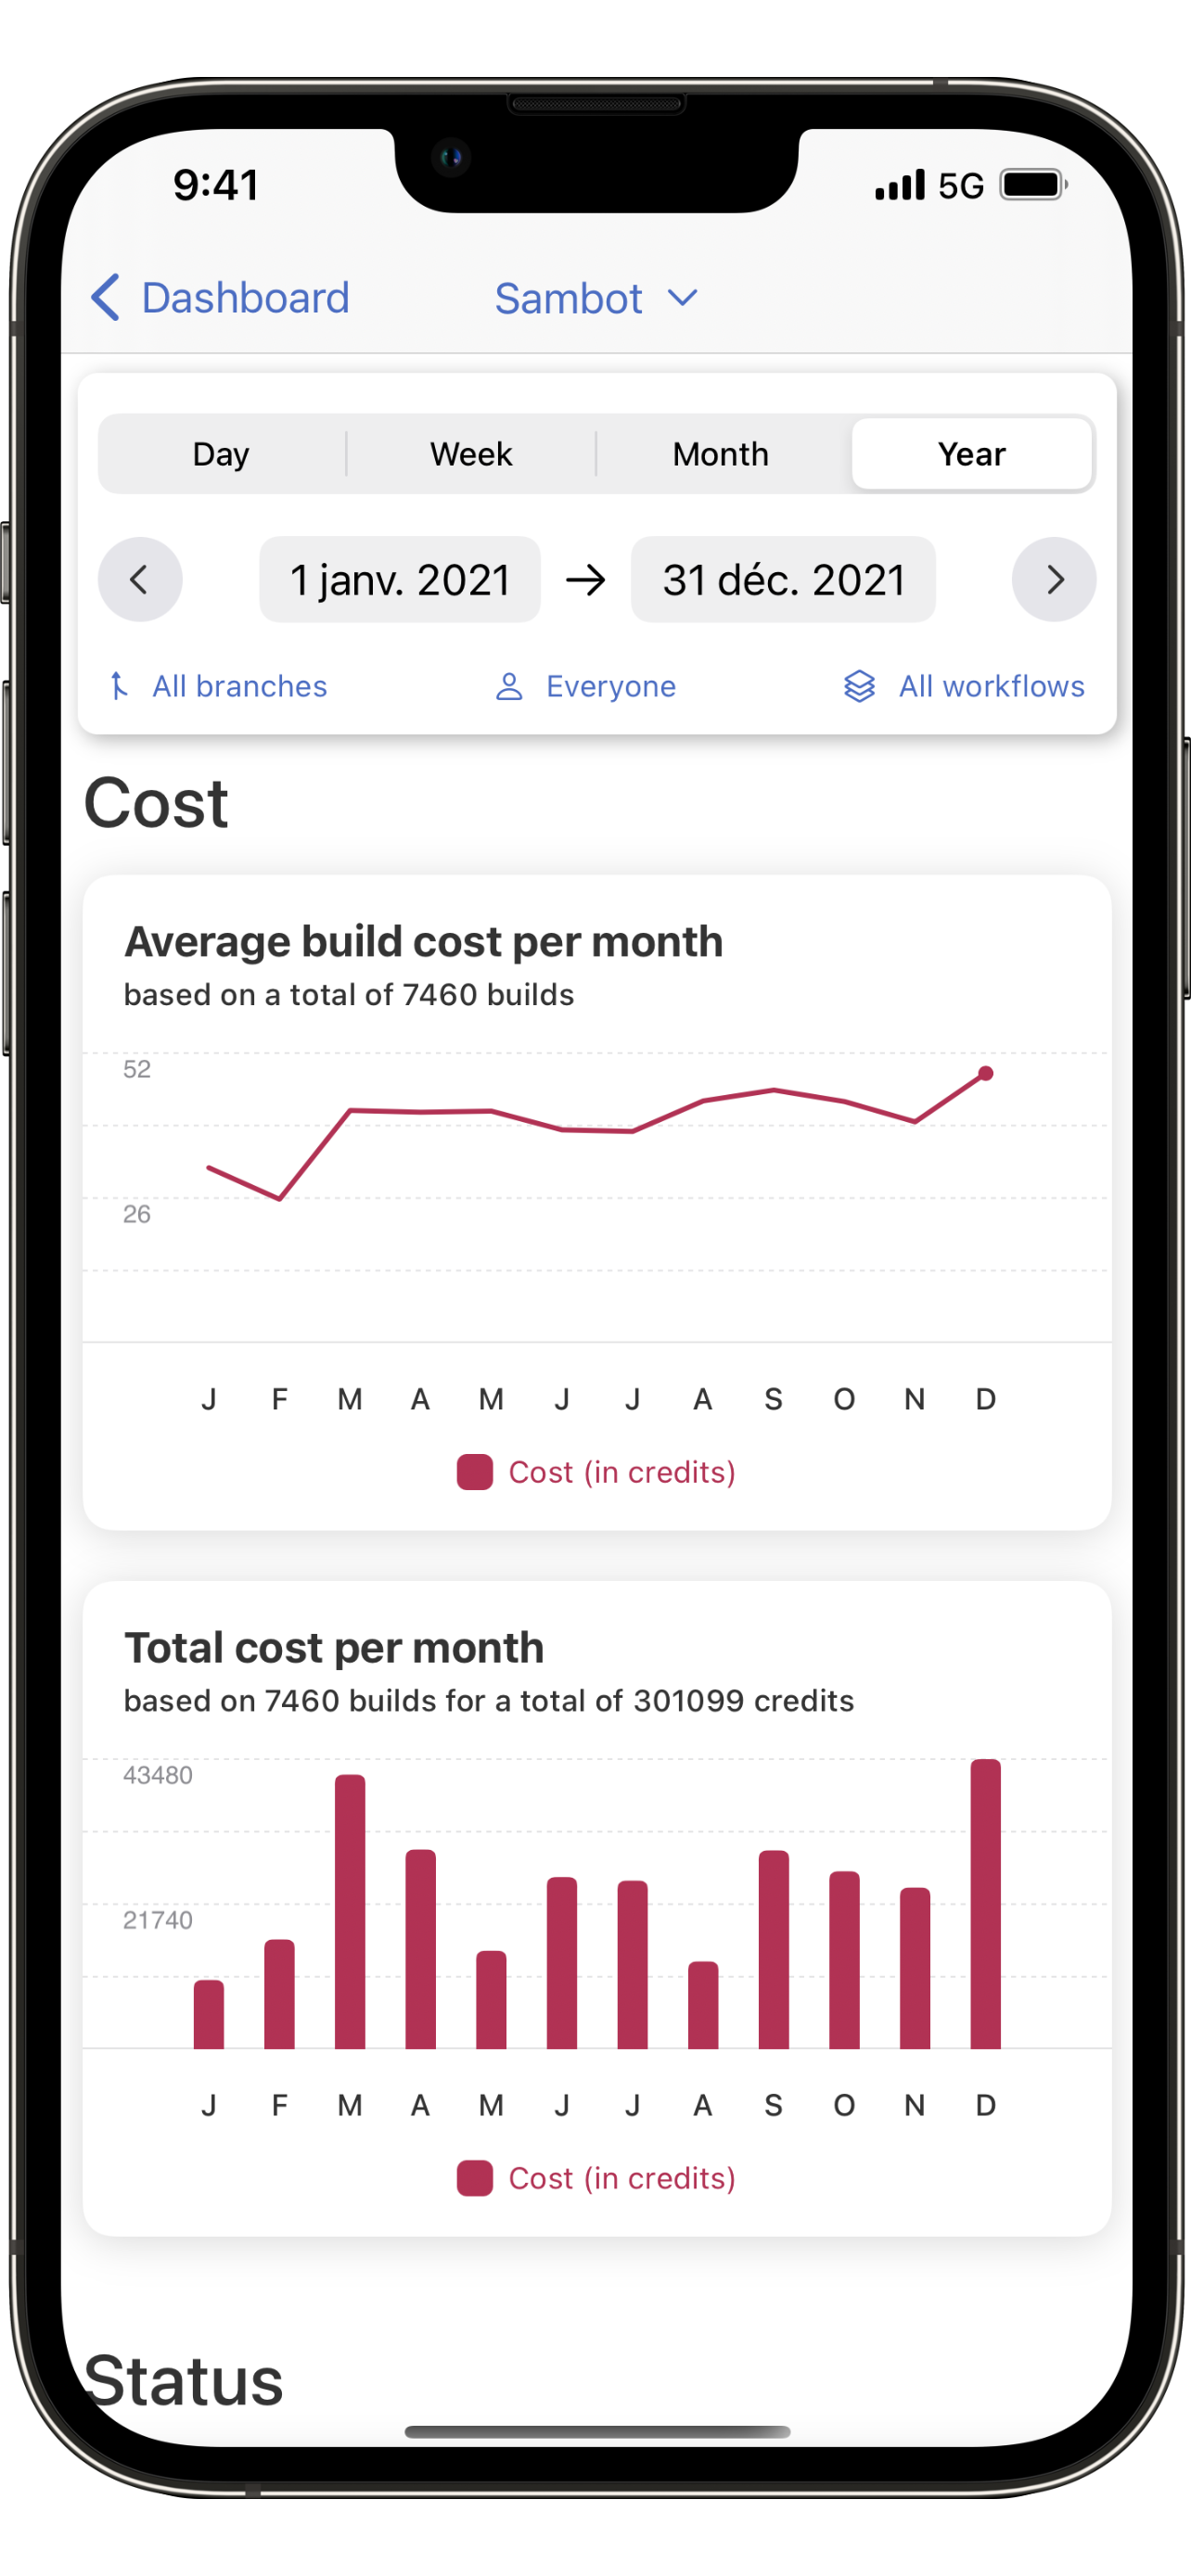 9:41 5G
Dashboard Sambot
Day Week Month Year
1 janv. 2021 → 31 déc. 2021
All branches Everyone All workflows
Cost
Average build cost per month
based on a total of 7460 builds
52
26
J F M A M J J A S O N D
Cost (in credits)
Total cost per month
based on 7460 builds for a total of 301099 credits
43480
21740
J F M A M J J A S O N D
Cost (in credits)
Status